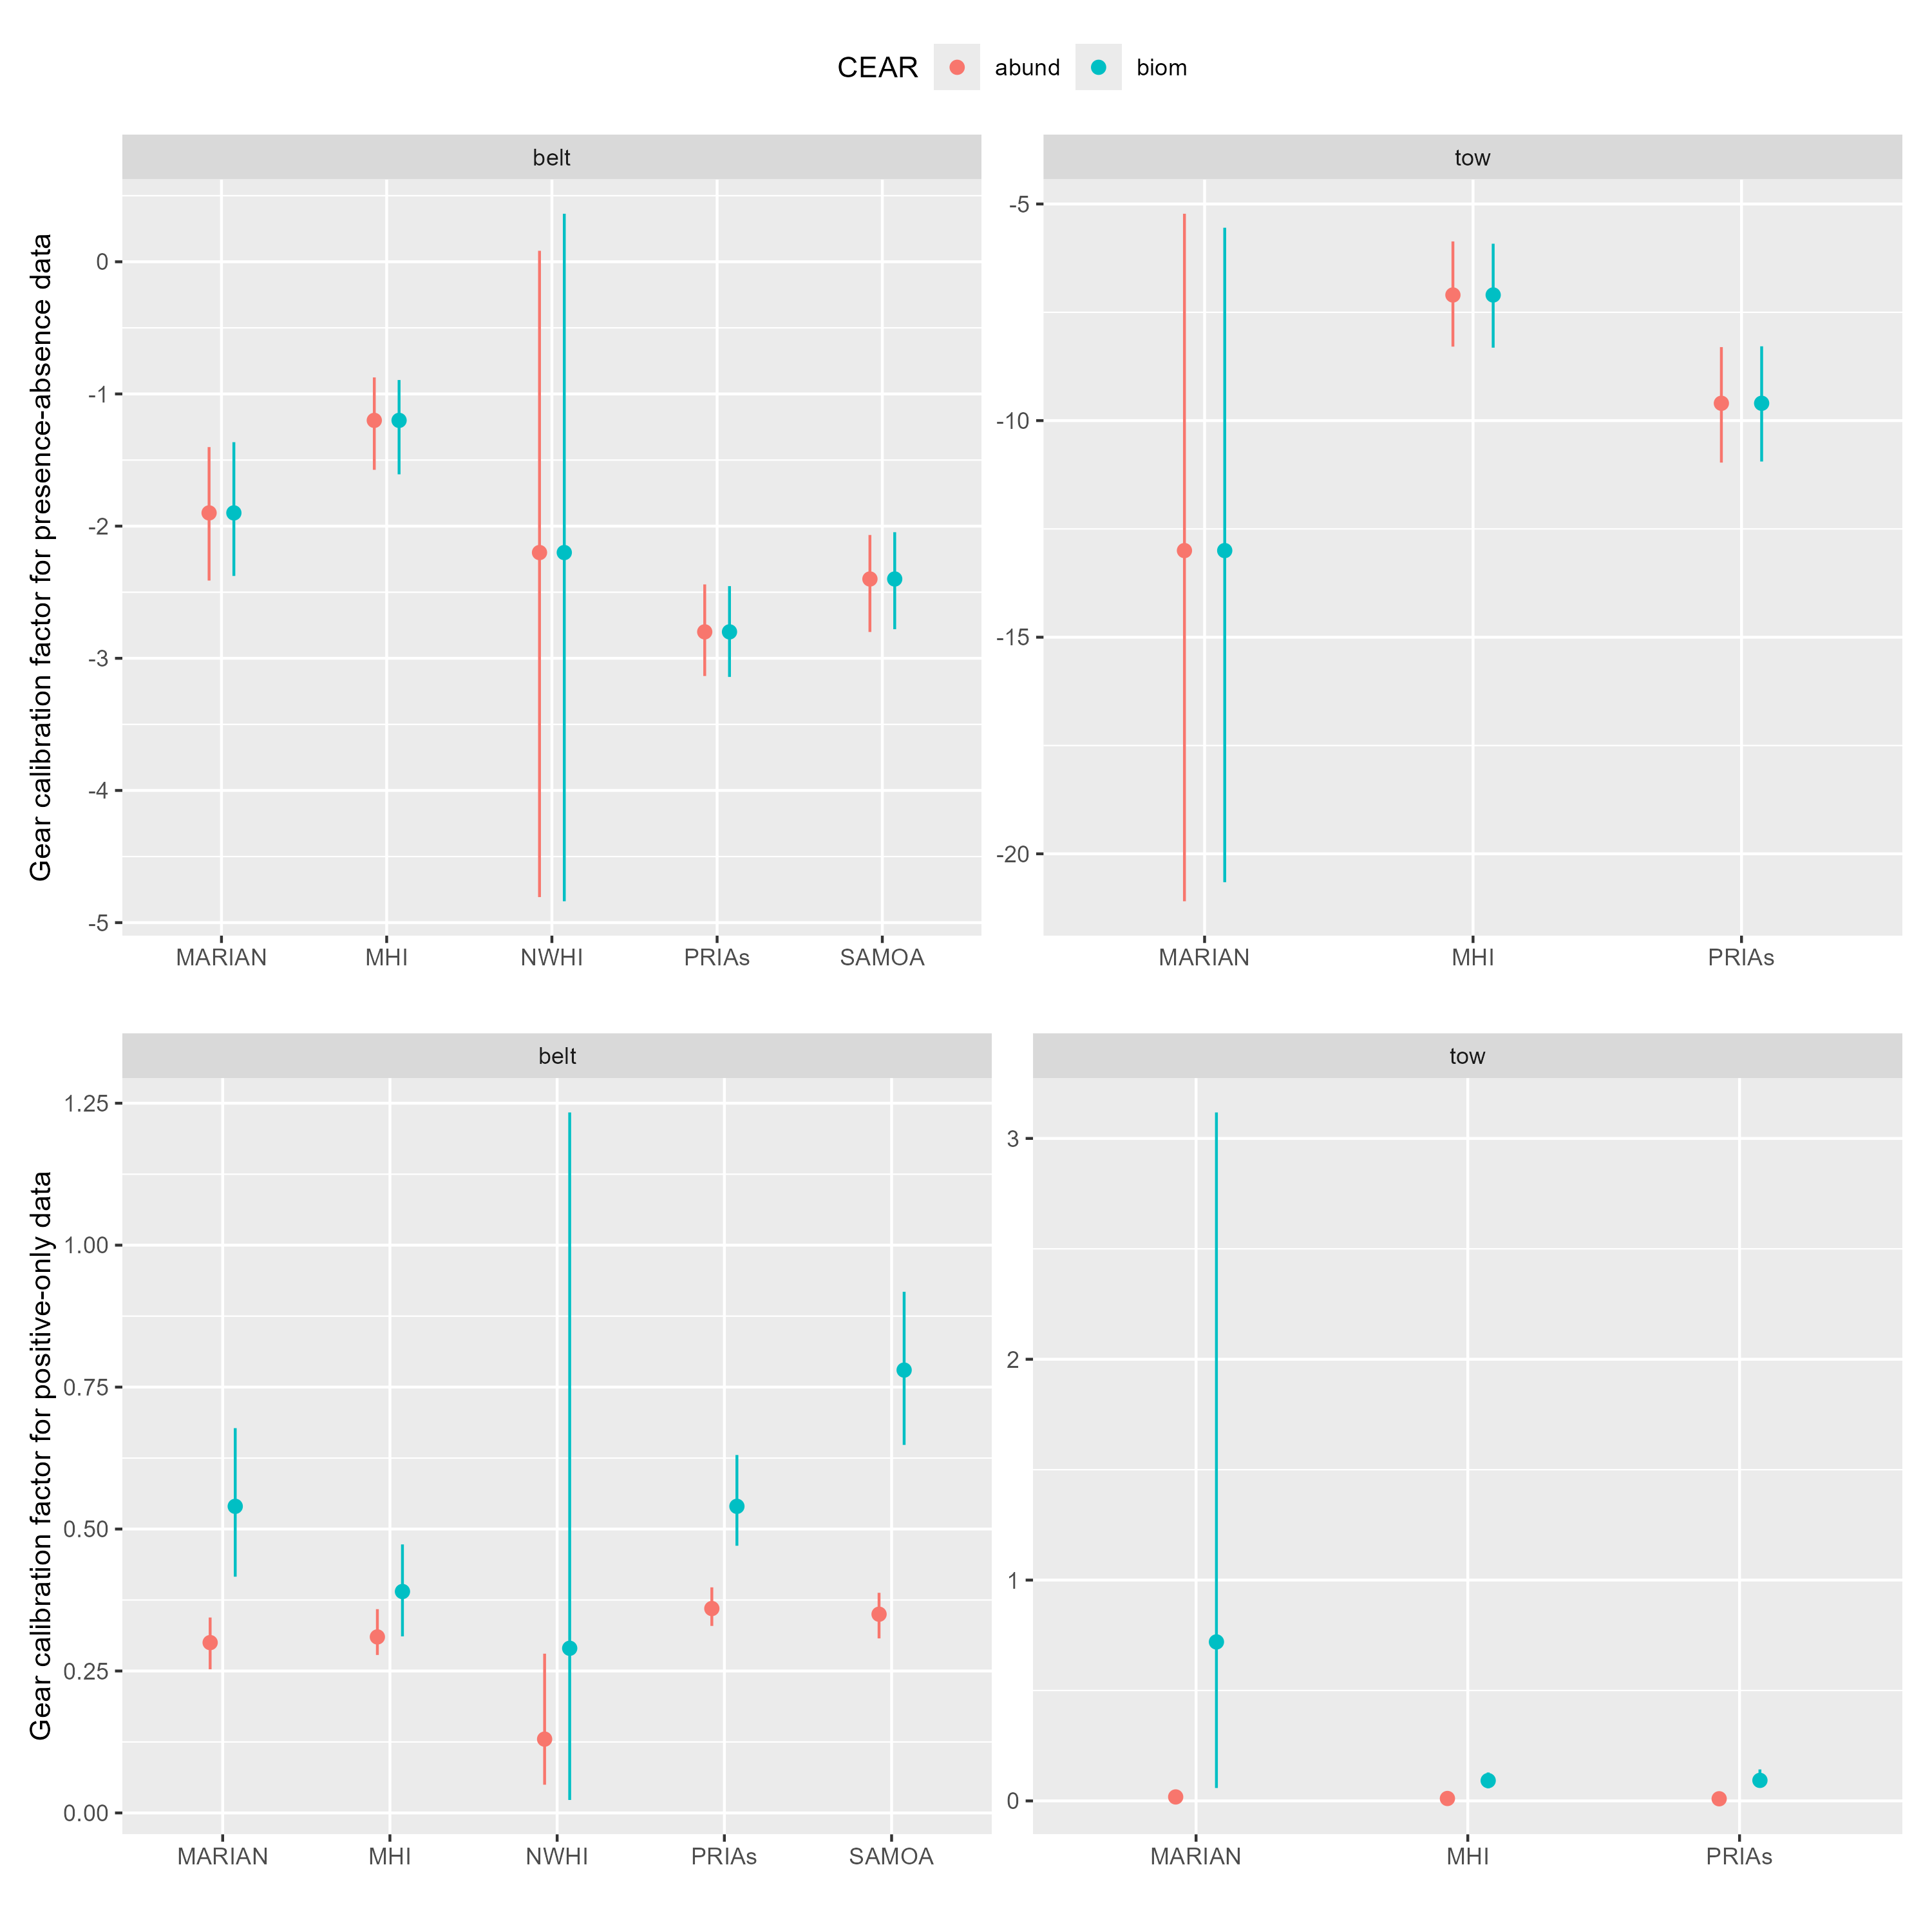 CEAR abund biom
belt
tow
Gear calibration factor for presence-absence data
0
-1
-2
-3
-4
-5
MARIAN MHI NWHI PRIAs SAMOA
-5
-10
-15
-20
MARIAN MHI PRIAs
belt
tow
Gear calibration factor for positive-only data
1.25
1.00
0.75
0.50
0.25
0.00
MARIAN MHI NWHI PRIAs SAMOA
3
2
1
0
MARIAN MHI PRIAs